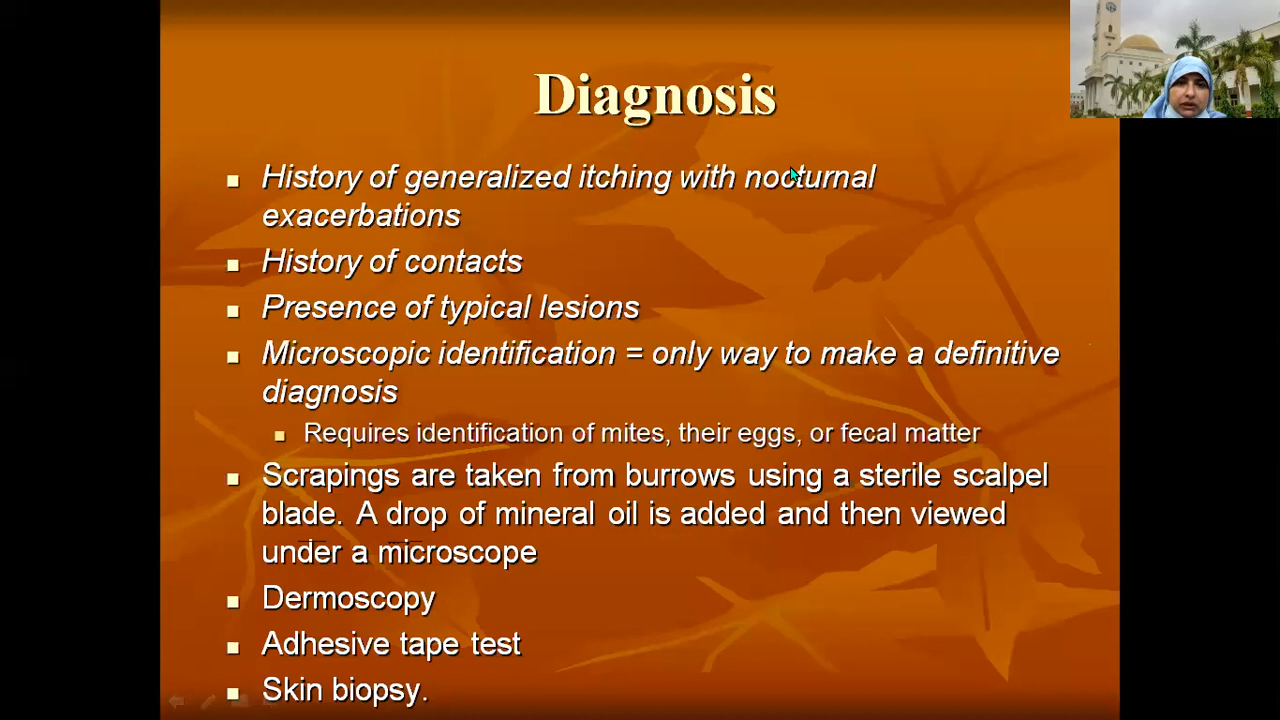 Diagnosis
History of generalized itching with nocturnal
exacerbations
History of contacts
Presence of typical lesions
Microscopic identification = only way to make a definitive
diagnosis
Requires identification of mites, their eggs, or fecal matter
Scrapings are taken from burrows using a sterile scalpel
blade. A drop of mineral oil is added and then viewed
under a microscope
Dermoscopy
Adhesive tape test
Skin biopsy.